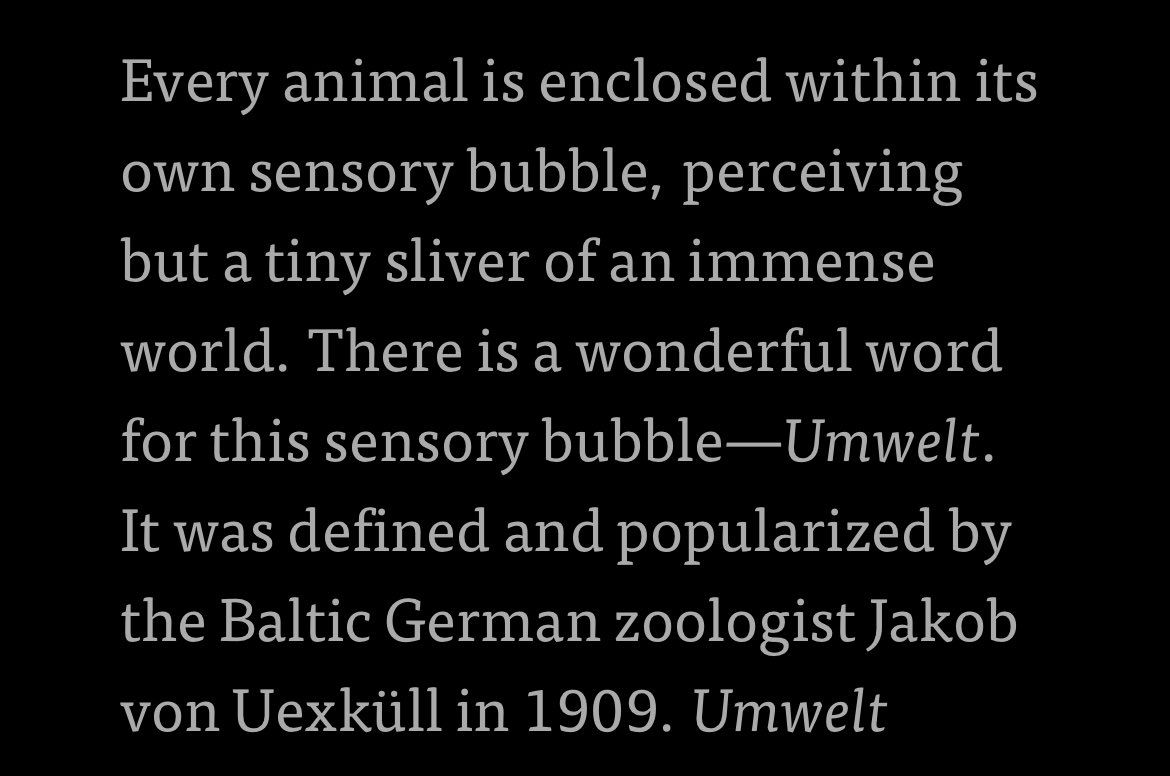 Every animal is enclosed within its
own sensory bubble, perceiving
but a tiny sliver of an immense
world. There is a wonderful word
for this sensory bubble—Umwelt.
It was defined and popularized by
the Baltic German zoologist Jakob
von Uexküll in 1909. Umwelt